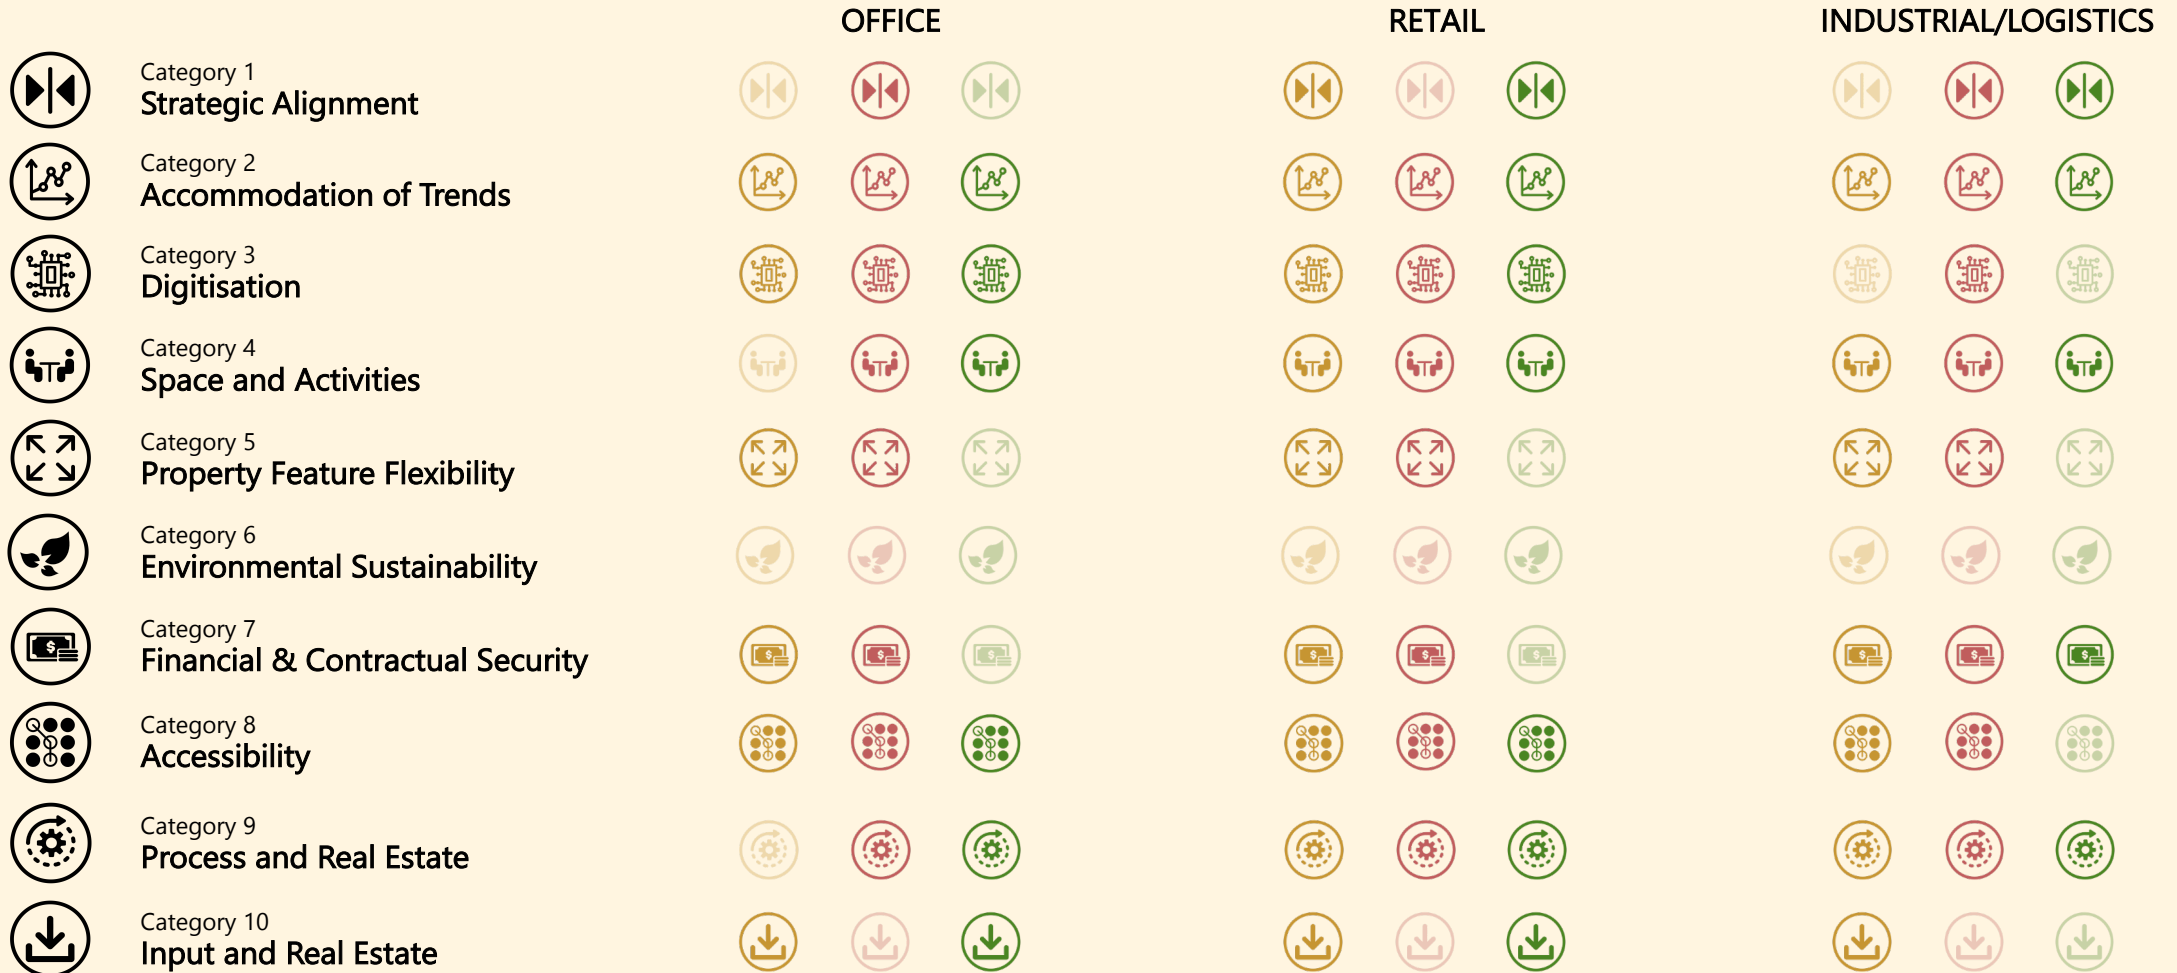 OFFICE RETAIL INDUSTRIAL/LOGISTICS
Category 1
Strategic Alignment
Category 2
Accommodation of Trends
Category 3
Digitisation
Category 4
Space and Activities
Category 5
Property Feature Flexibility
Category 6
Environmental Sustainability
Category 7
Financial & Contractual Security
Category 8
Accessibility
Category 9
Process and Real Estate
Category 10
Input and Real Estate